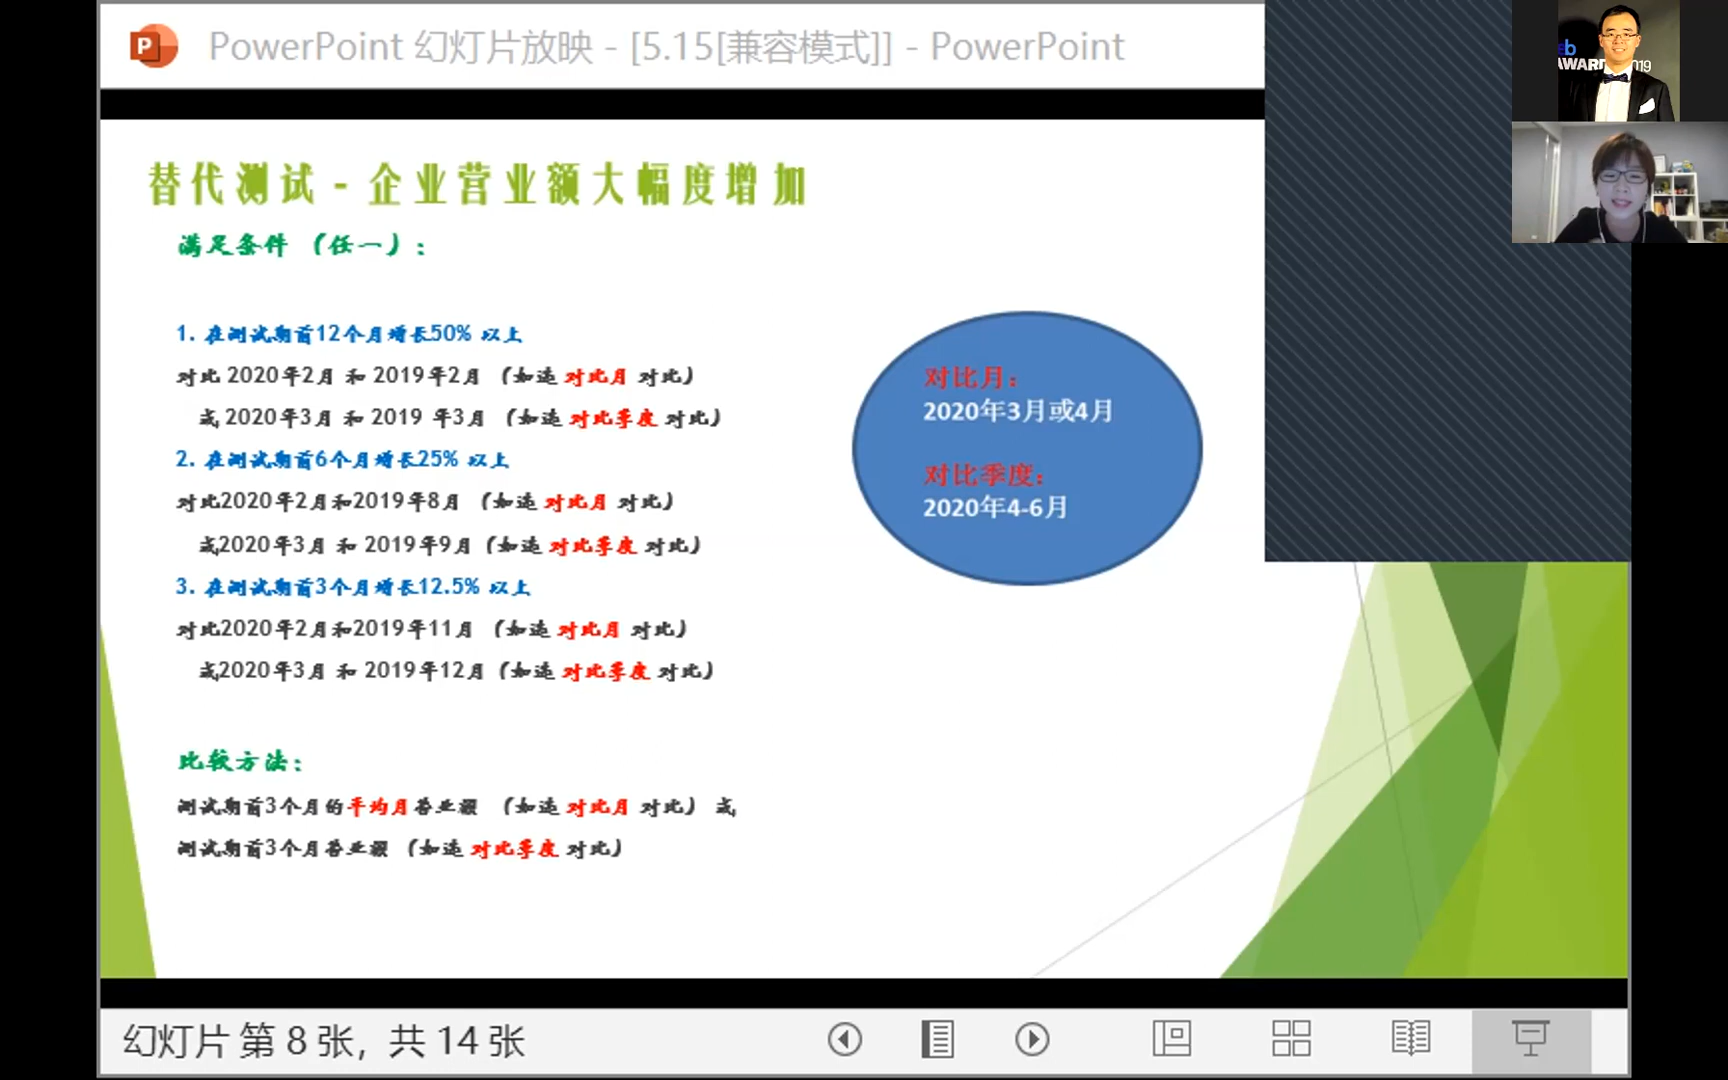 PowerPoint 幻灯片放映 - [5.15[兼容模式]] - PowerPoint
替代测试 - 企业营业额大幅度增加
满足条件 （任一）：
1. 在测试期前12个月增长50% 以上
对比 2020年2月 和 2019年2月 （如选 对比月 对比）
或 2020年3月 和 2019 年3月 （如选 对比季度 对比）
2. 在测试期前6个月增长25% 以上
对比2020年2月和2019年8月 （如选 对比月 对比）
或2020年3月 和 2019年9月（如选 对比季度 对比）
3. 在测试期前3个月增长12.5% 以上
对比2020年2月和2019年11月 （如选 对比月 对比）
或2020年3月 和 2019年12月（如选 对比季度 对比）
比较方法：
测试期前3个月的平均月营业额 （如选 对比月 对比） 或
测试期前3个月营业额 （如选 对比季度 对比）
对比月：
2020年3月或4月
对比季度：
2020年4-6月
幻灯片 第 8 张，共 14 张